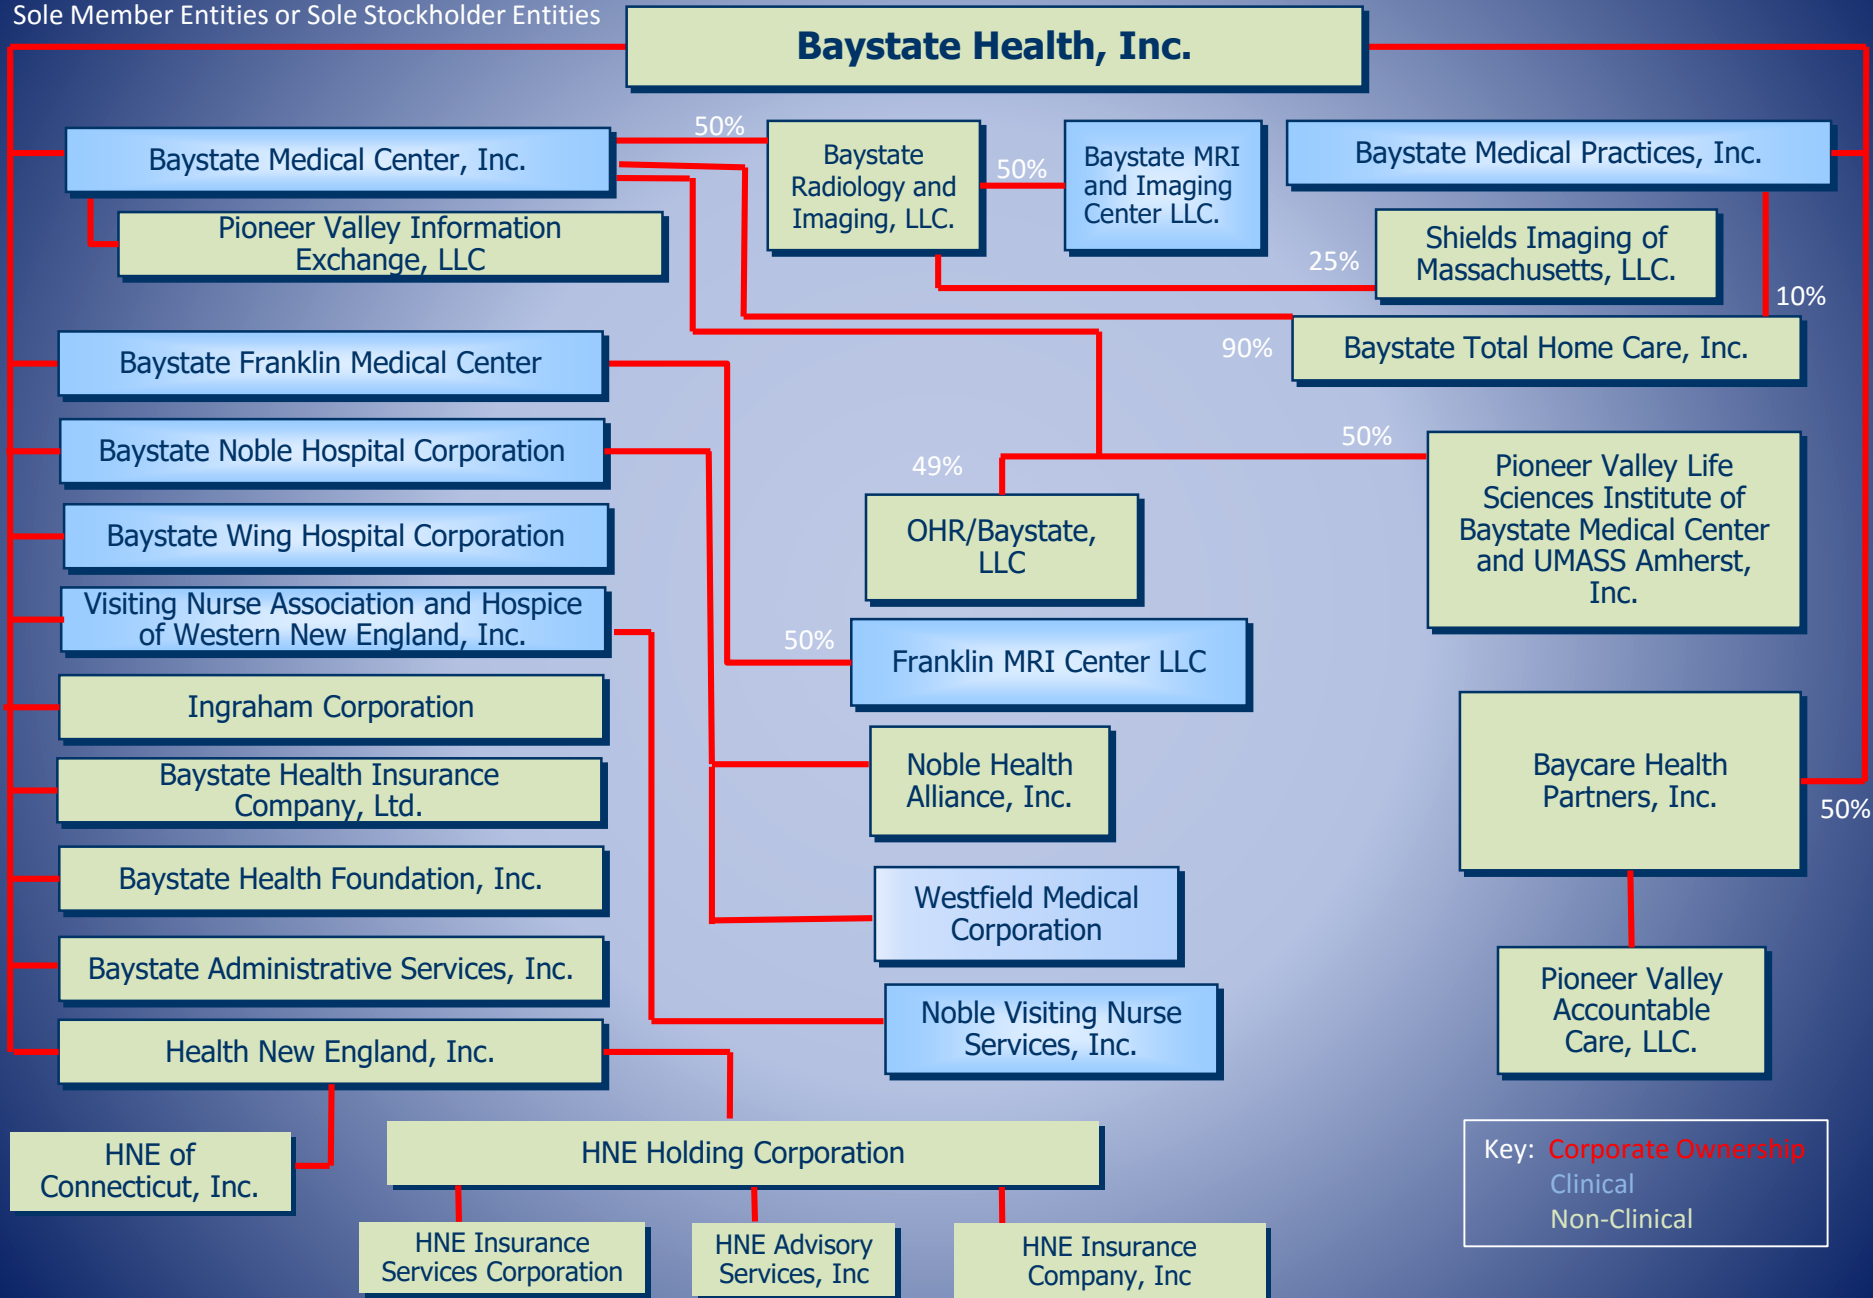 Sole Member Entities or Sole Stockholder Entities
Baystate Health, Inc.
Baystate Medical Center, Inc.
50%
Baystate
Radiology and
Imaging, LLC.
50%
Baystate MRI
and Imaging
Center LLC.
Baystate Medical Practices, Inc.
Pioneer Valley Information
Exchange, LLC
25%
Shields Imaging of
Massachusetts, LLC.
10%
90%
Baystate Total Home Care, Inc.
Baystate Franklin Medical Center
Baystate Noble Hospital Corporation
49%
50%
OHR/Baystate,
LLC
Pioneer Valley Life
Sciences Institute of
Baystate Medical Center
and UMASS Amherst,
Inc.
Baystate Wing Hospital Corporation
Visiting Nurse Association and Hospice
of Western New England, Inc.
50%
Franklin MRI Center LLC
Ingraham Corporation
Noble Health
Alliance, Inc.
Baycare Health
Partners, Inc.
50%
Baystate Health Insurance
Company, Ltd.
Baystate Health Foundation, Inc.
Westfield Medical
Corporation
Baystate Administrative Services, Inc.
Noble Visiting Nurse
Services, Inc.
Pioneer Valley
Accountable
Care, LLC.
Health New England, Inc.
HNE of
Connecticut, Inc.
HNE Holding Corporation
HNE Insurance
Services Corporation
HNE Advisory
Services, Inc
HNE Insurance
Company, Inc
Key: Corporate Ownership
Clinical
Non-Clinical